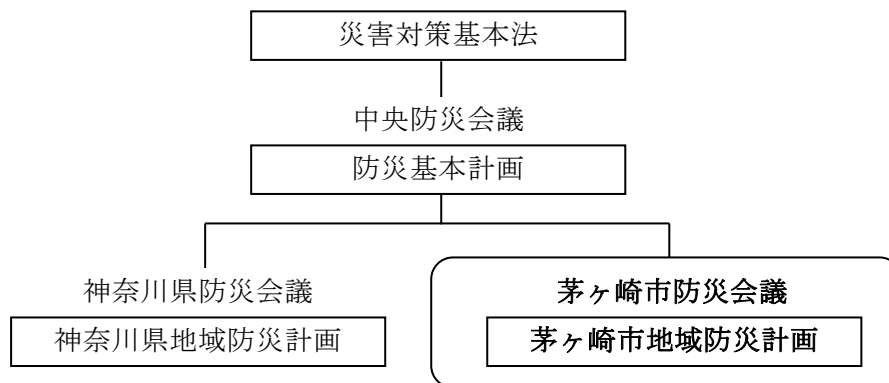 災害対策基本法
中央防災会議
防災基本計画
神奈川県防災会議
神奈川県地域防災計画
茅ヶ崎市防災会議
茅ヶ崎市地域防災計画